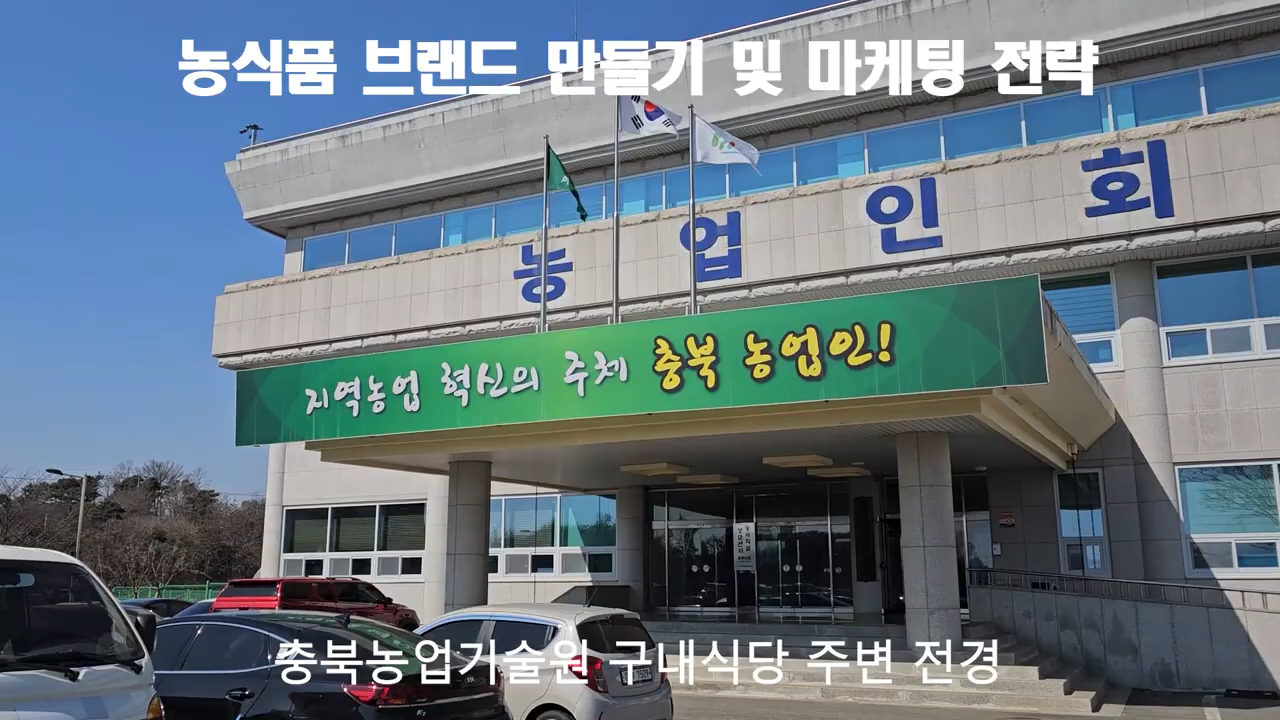 농식품 브랜드 만들기 및 마케팅 전략
농업인회
지역농업 혁신의 주체 충북 농업인!
충북농업기술원 구내식당 주변 전경
K7